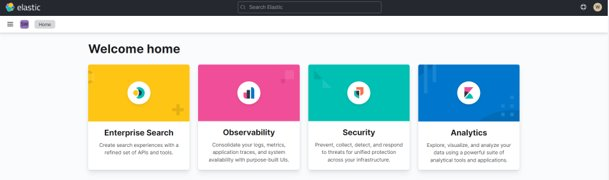 elastic
Search Elastic
W
Home
Welcome home
Enterprise Search
Create search experiences with a
refined set of APIs and tools.
Observability
Consolidate your logs, metrics,
application traces, and system
availability with purpose-built UIs.
Security
Prevent, collect, detect, and respond
to threats for unified protection
across your infrastructure.
Analytics
Explore, visualize, and analyze your
data using a powerful suite of
analytical tools and applications.